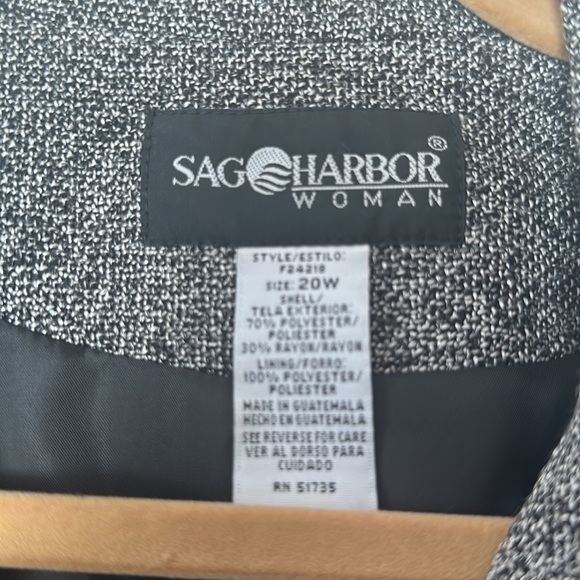 SAG HARBOR®
WOMAN
STYLE/ESTILO:
F24218
SIZE: 20W
SHELL/
TELA EXTERIOR:
70% POLYESTER/
POLIESTER
30% RAYON/RAYON
LINING/FORRO:
100% POLYESTER/
POLIESTER
MADE IN GUATEMALA
HECHO EN GUATEMALA
SEE REVERSE FOR CARE
VER AL DORSO PARA
CUIDADO
RN 51735